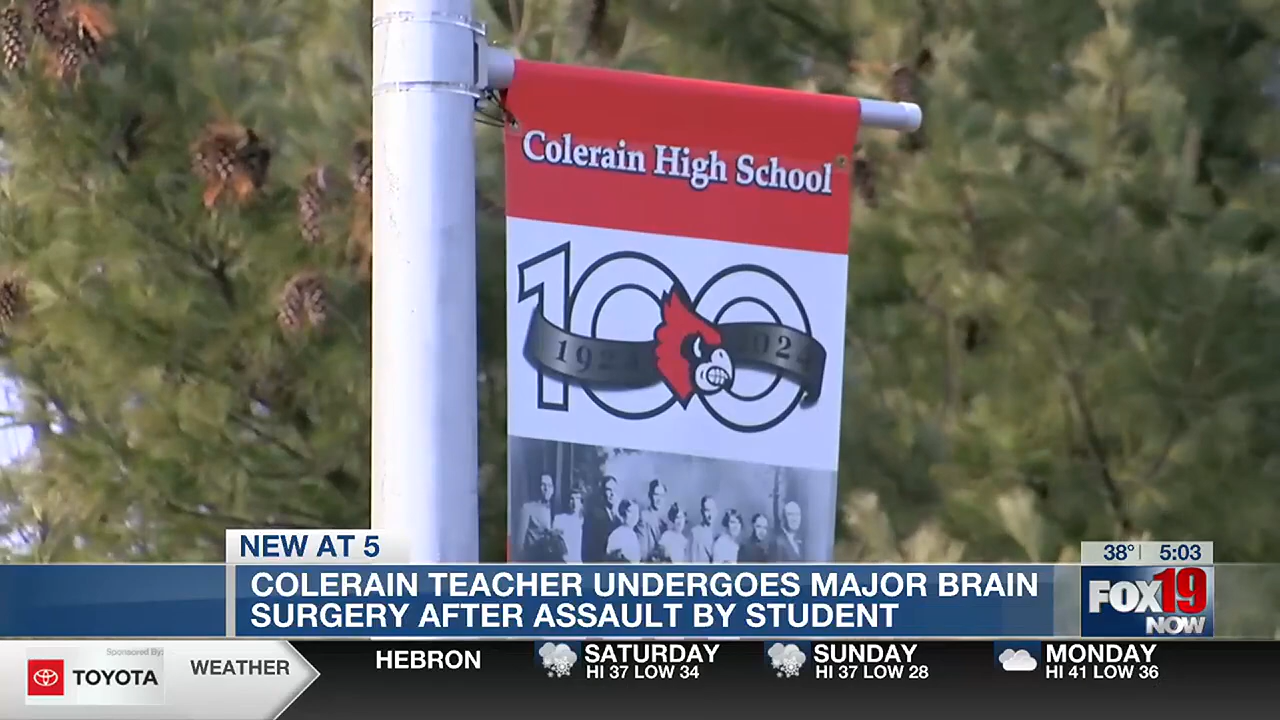 Colerain High School
100
NEW AT 5
COLERAIN TEACHER UNDERGOES MAJOR BRAIN
SURGERY AFTER ASSAULT BY STUDENT
38° 5:03
FOX19
NOW
Sponsored By:
TOYOTA
WEATHER
HEBRON
SATURDAY
HI 37 LOW 34
SUNDAY
HI 37 LOW 28
MONDAY
HI 41 LOW 36